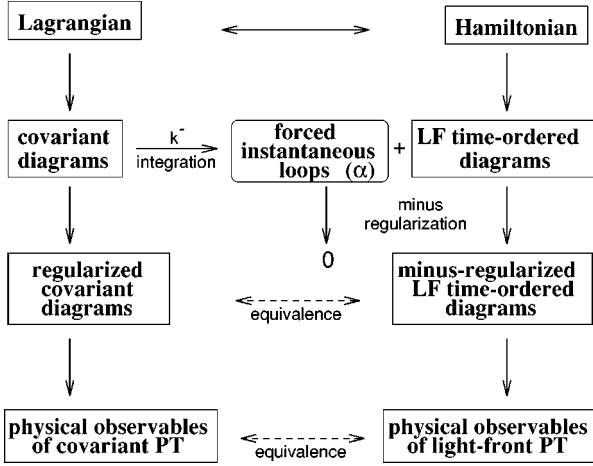 Lagrangian
Hamiltonian
covariant
diagrams
k⁻
integration
forced
instantaneous
loops (α)
+
LF time-ordered
diagrams
minus
regularization
0
regularized
covariant
diagrams
equivalence
minus-regularized
LF time-ordered
diagrams
physical observables
of covariant PT
equivalence
physical observables
of light-front PT